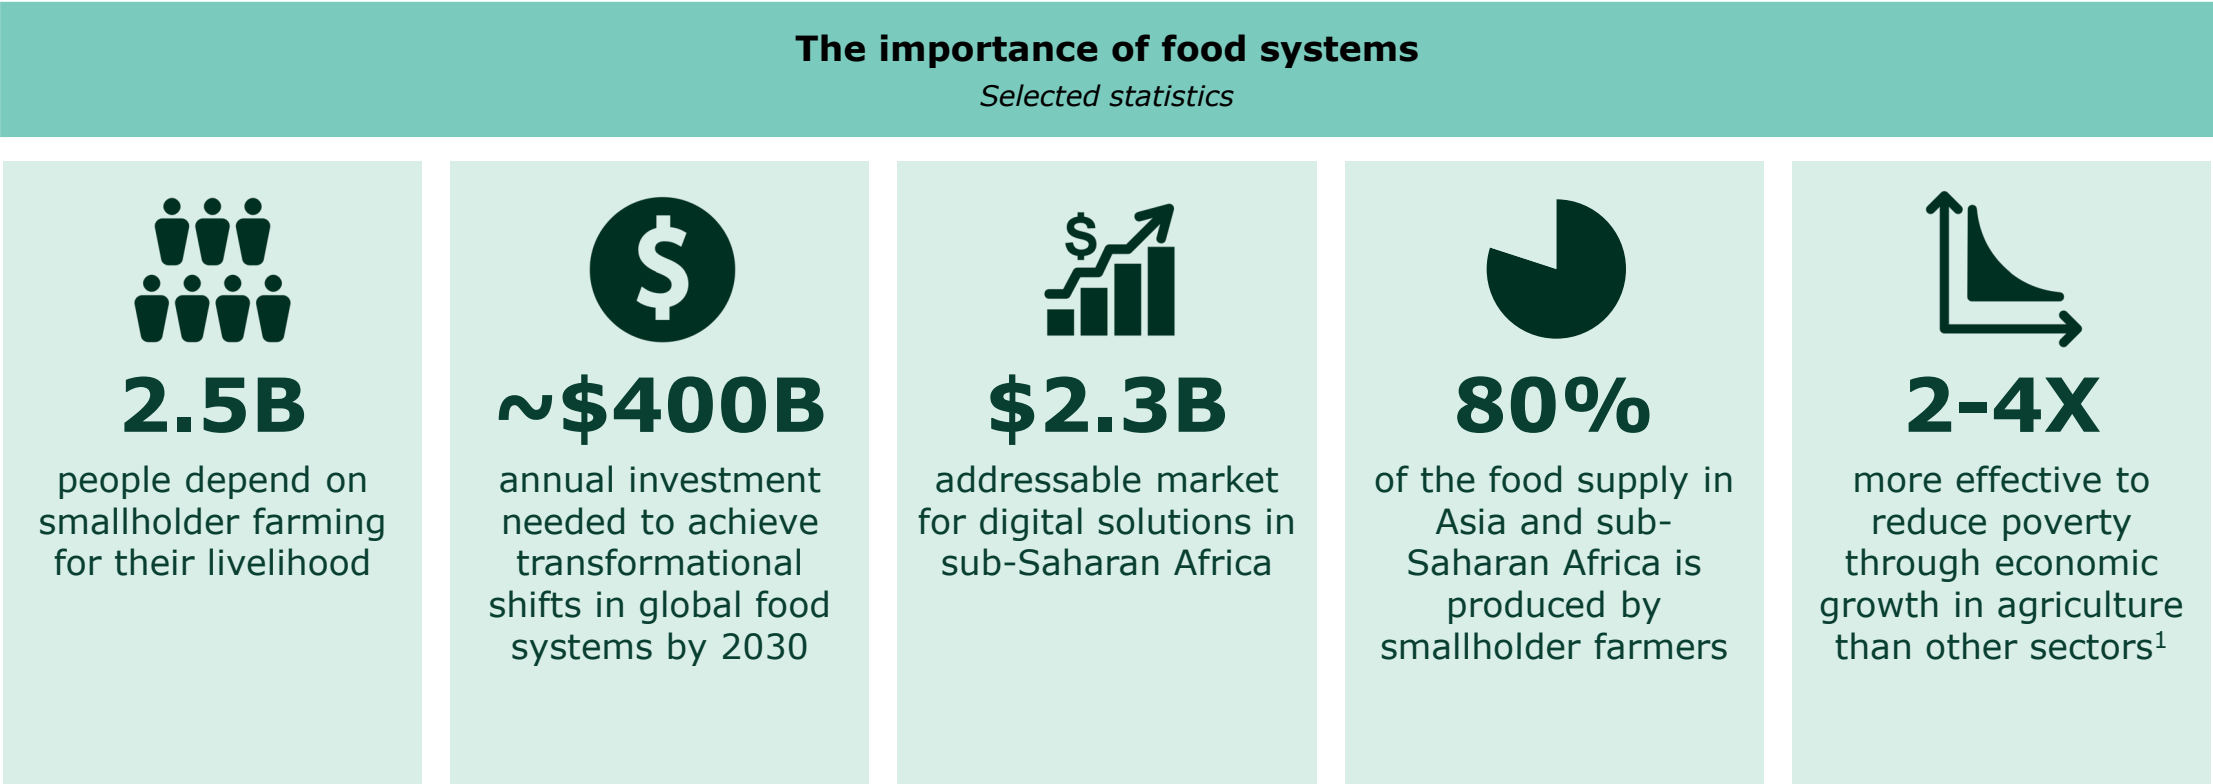 The importance of food systems
Selected statistics
2.5B
people depend on
smallholder farming
for their livelihood
~$400B
annual investment
needed to achieve
transformational
shifts in global food
systems by 2030
$2.3B
addressable market
for digital solutions in
sub-Saharan Africa
80%
of the food supply in
Asia and sub-
Saharan Africa is
produced by
smallholder farmers
2-4X
more effective to
reduce poverty
through economic
growth in agriculture
than other sectors¹